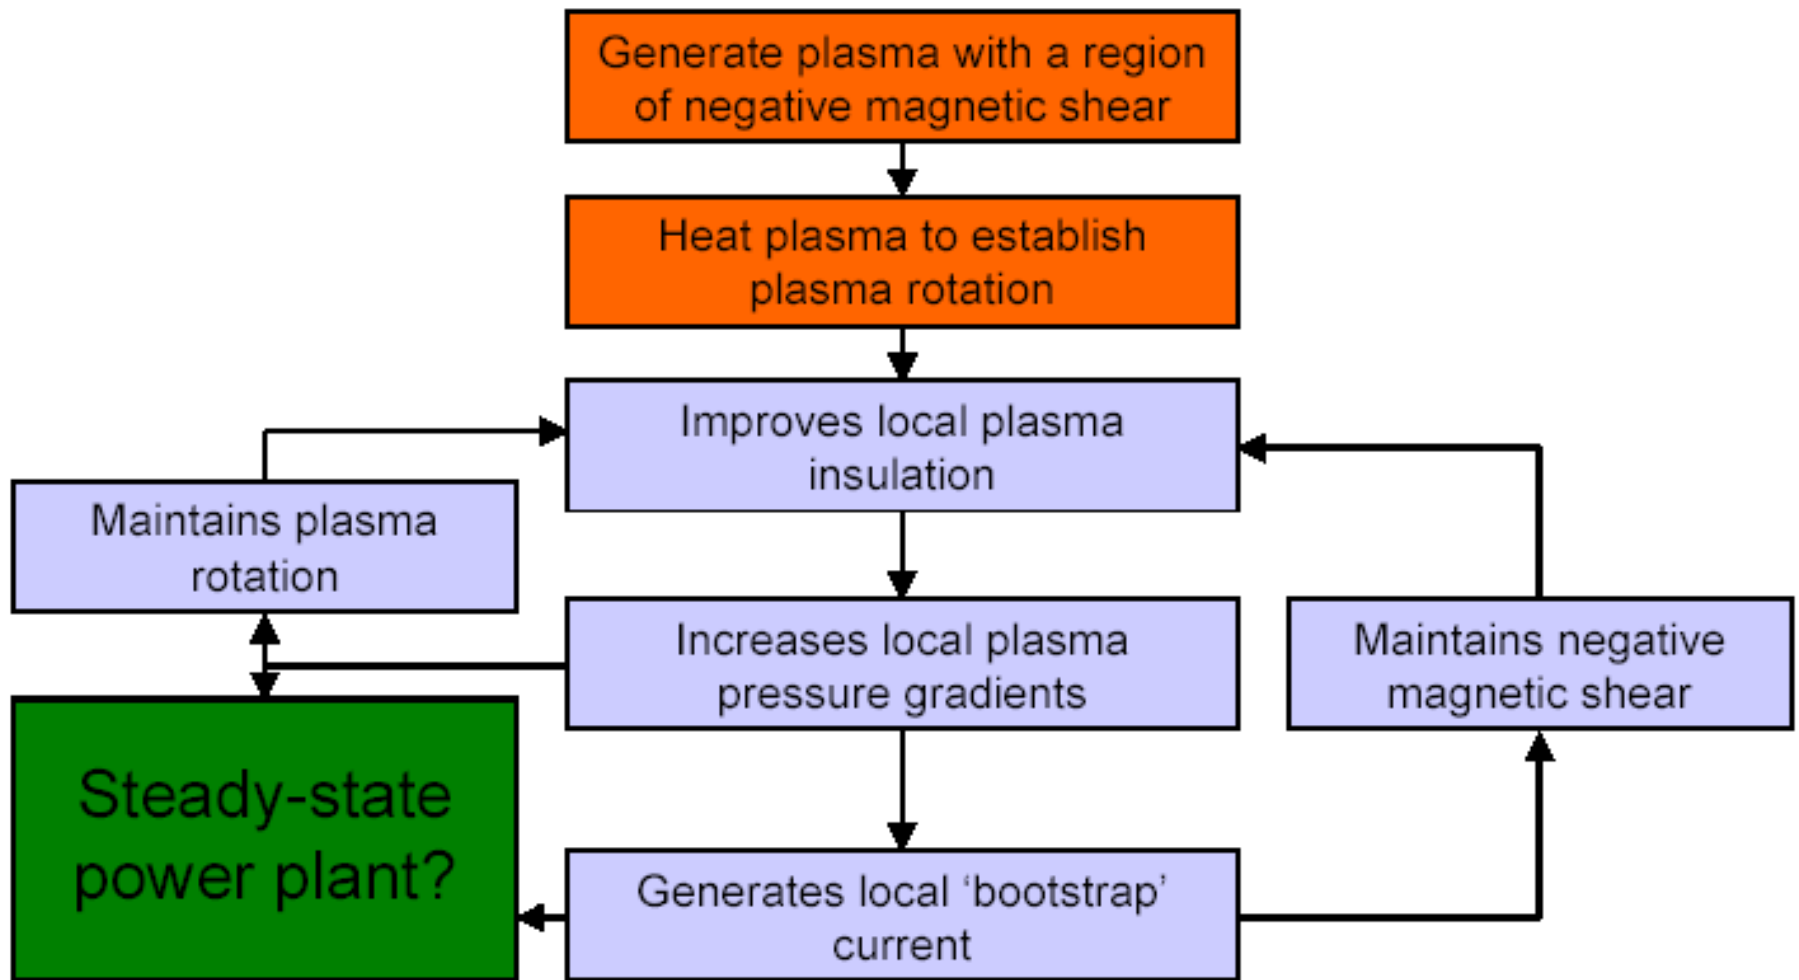 Generate plasma with a region
of negative magnetic shear
Heat plasma to establish
plasma rotation
Improves local plasma
insulation
Maintains plasma
rotation
Increases local plasma
pressure gradients
Maintains negative
magnetic shear
Steady-state
power plant?
Generates local ‘bootstrap’
current